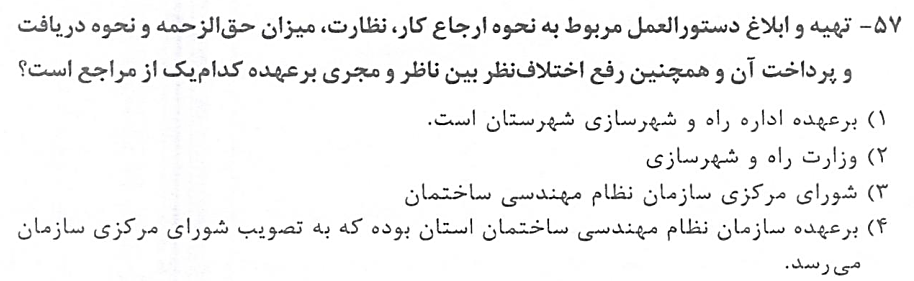 ۵۷- تهیه و ابلاغ دستورالعمل مربوط به نحوه ارجاع کار، نظارت، میزان حق‌الزحمه و نحوه دریافت
و پرداخت آن و همچنین رفع اختلاف‌نظر بین ناظر و مجری برعهده کدام‌یک از مراجع است؟
۱) برعهده اداره راه و شهرسازی شهرستان است.
۲) وزارت راه و شهرسازی
۳) شورای مرکزی سازمان نظام مهندسی ساختمان
۴) برعهده سازمان نظام مهندسی ساختمان استان بوده که به تصویب شورای مرکزی سازمان
می‌رسد.